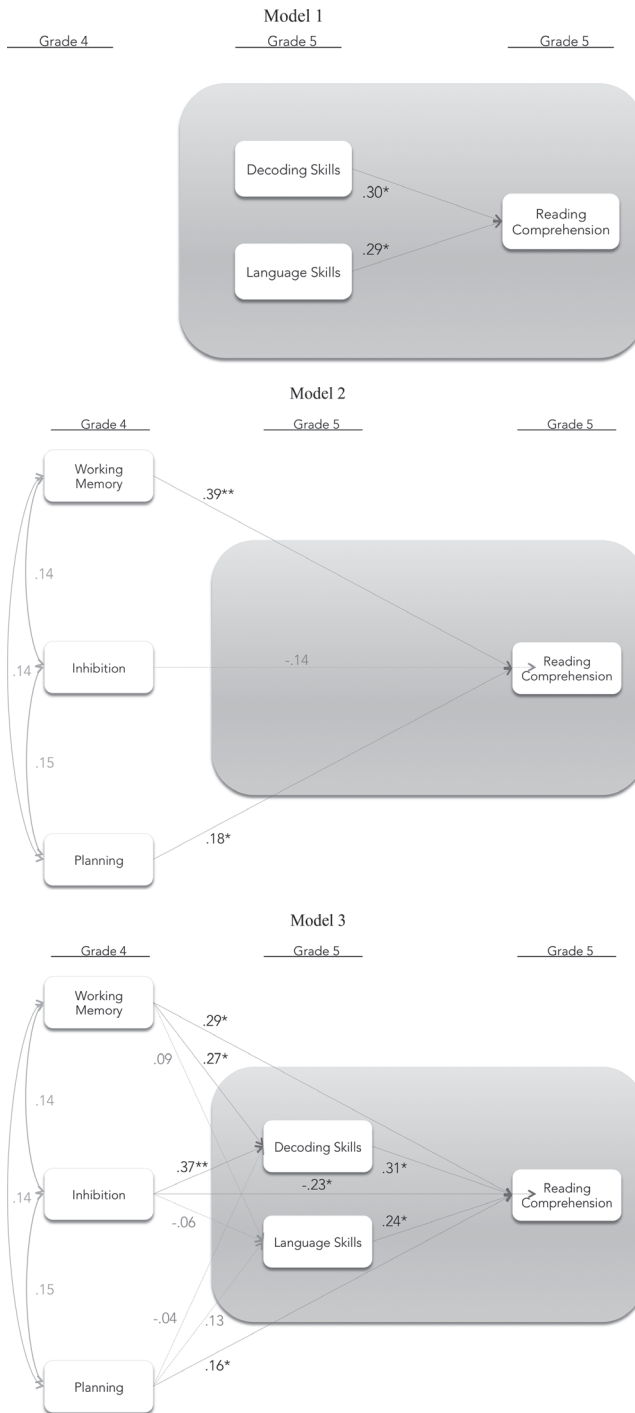 Model 1
Grade 4
Grade 5
Grade 5
Decoding Skills
.30*
Reading
Comprehension
.29*
Language Skills
Model 2
Grade 4
Grade 5
Grade 5
Working
Memory
.39**
.14
.14
Inhibition
-.14
Reading
Comprehension
.15
.18*
Planning
Model 3
Grade 4
Grade 5
Grade 5
Working
Memory
.29*
.09
.27*
.14
Decoding Skills
.37**
.31*
-.23*
.14
Inhibition
Reading
Comprehension
-.06
.24*
Language Skills
.15
-.04
.13
.16*
Planning